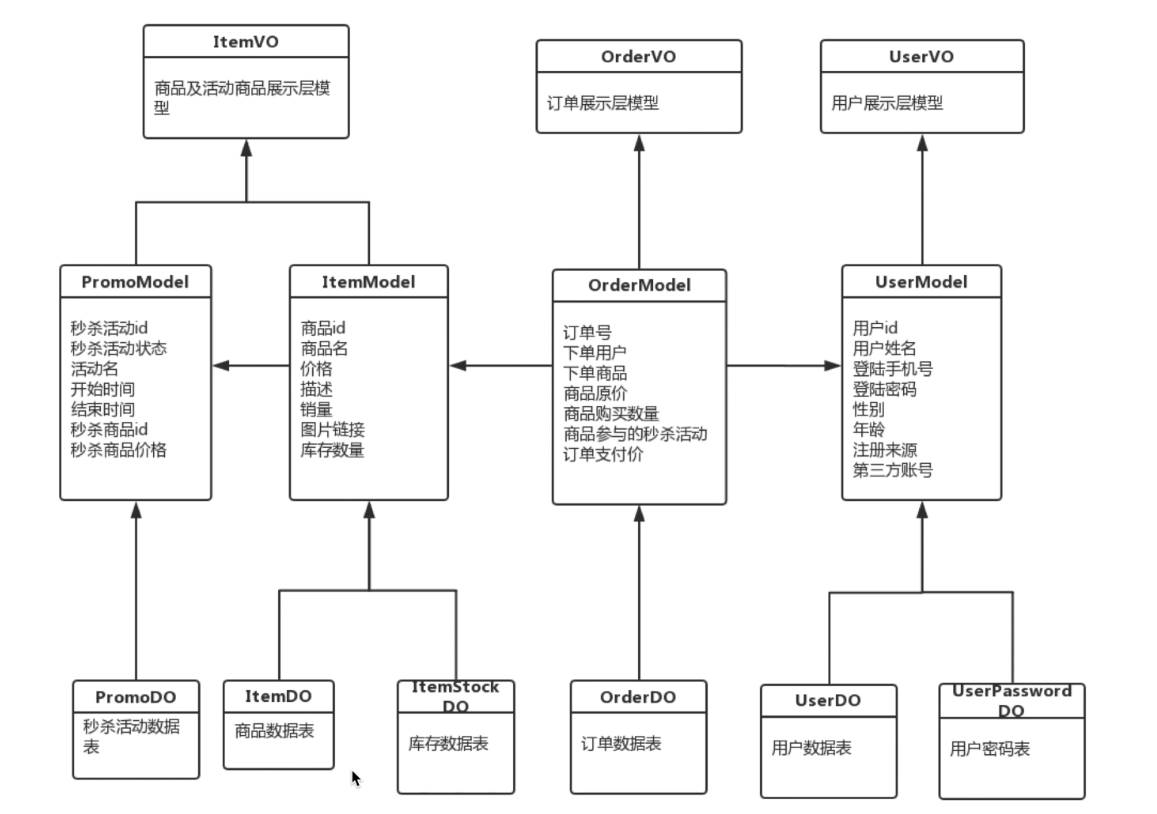 ItemVO
商品及活动商品展示层模
型
OrderVO
订单展示层模型
UserVO
用户展示层模型
PromoModel
秒杀活动id
秒杀活动状态
活动名
开始时间
结束时间
秒杀商品id
秒杀商品价格
ItemModel
商品id
商品名
价格
描述
销量
图片链接
库存数量
OrderModel
订单号
下单用户
下单商品
商品原价
商品购买数量
商品参与的秒杀活动
订单支付价
UserModel
用户id
用户姓名
登陆手机号
登陆密码
性别
年龄
注册来源
第三方账号
PromoDO
秒杀活动数据
表
ItemDO
商品数据表
ItemStock
DO
库存数据表
OrderDO
订单数据表
UserDO
用户数据表
UserPassword
DO
用户密码表